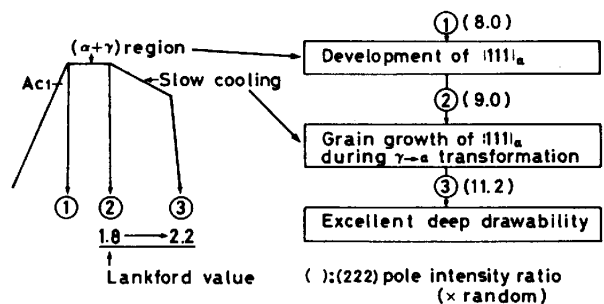 (α+γ)region
Ac1
Slow cooling
① ② ③
1.8 → 2.2
Lankford value
① (8.0)
Development of {111}α
② (9.0)
Grain growth of {111}α
during γ→α transformation
③ (11.2)
Excellent deep drawability
( ):(222) pole intensity ratio
(× random)